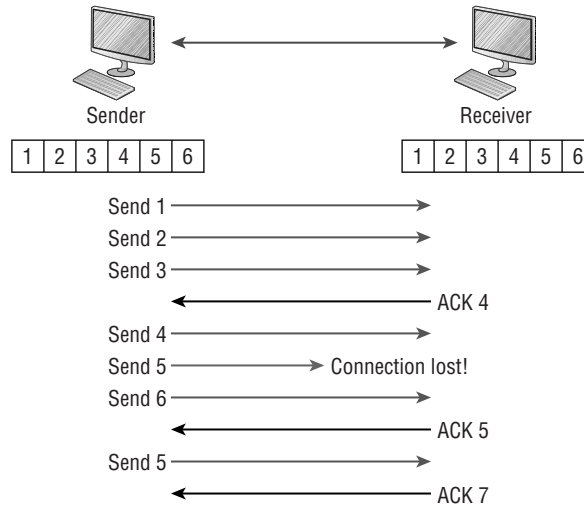 Sender Receiver
1 2 3 4 5 6 1 2 3 4 5 6
Send 1
Send 2
Send 3
ACK 4
Send 4
Send 5 Connection lost!
Send 6
ACK 5
Send 5
ACK 7